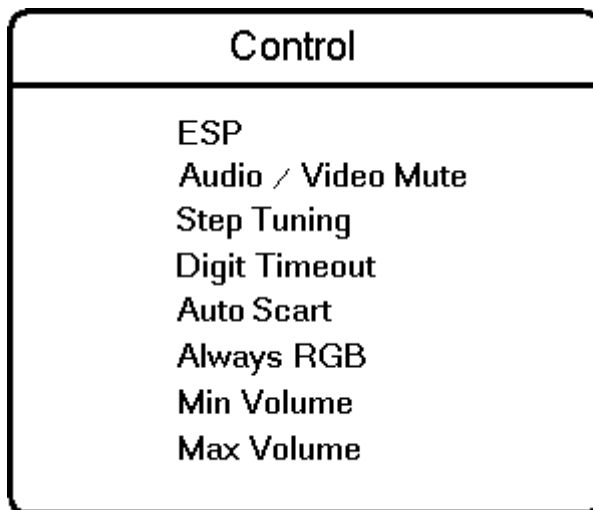 Control
ESP
Audio / Video Mute
Step Tuning
Digit Timeout
Auto Scart
Always RGB
Min Volume
Max Volume